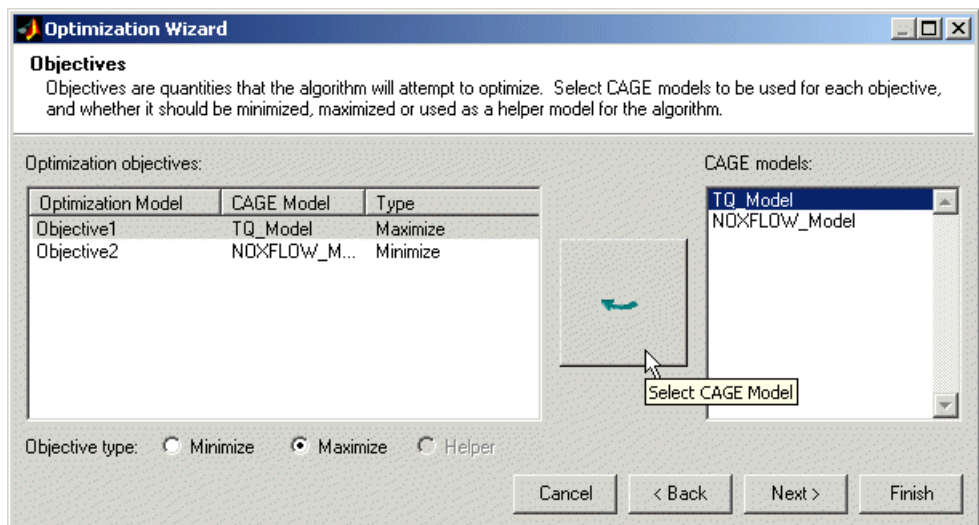 Optimization Wizard
Objectives
Objectives are quantities that the algorithm will attempt to optimize. Select CAGE models to be used for each objective,
and whether it should be minimized, maximized or used as a helper model for the algorithm.
Optimization objectives:
CAGE models:
Optimization Model CAGE Model Type
Objective1 TQ_Model Maximize
Objective2 NOXFLOW_M... Minimize
TQ_Model
NOXFLOW_Model
Select CAGE Model
Objective type: Minimize Maximize Helper
Cancel < Back Next > Finish